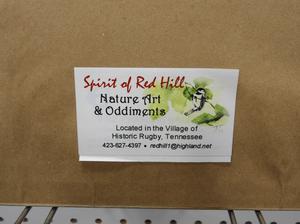 Spirit of Red Hill
Nature Art
& Oddiments
Located in the Village of
Historic Rugby, Tennessee
423-627-4397 • redhill1@highland.net